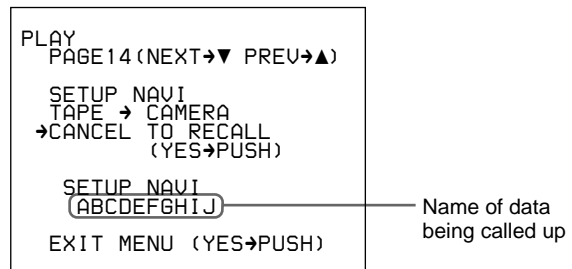 PLAY
PAGE14(NEXT➔▼ PREV➔▲)
SETUP NAVI
TAPE ➔ CAMERA
➔CANCEL TO RECALL
(YES➔PUSH)
SETUP NAVI
ABCDEFGHIJ
EXIT MENU (YES➔PUSH)
Name of data
being called up